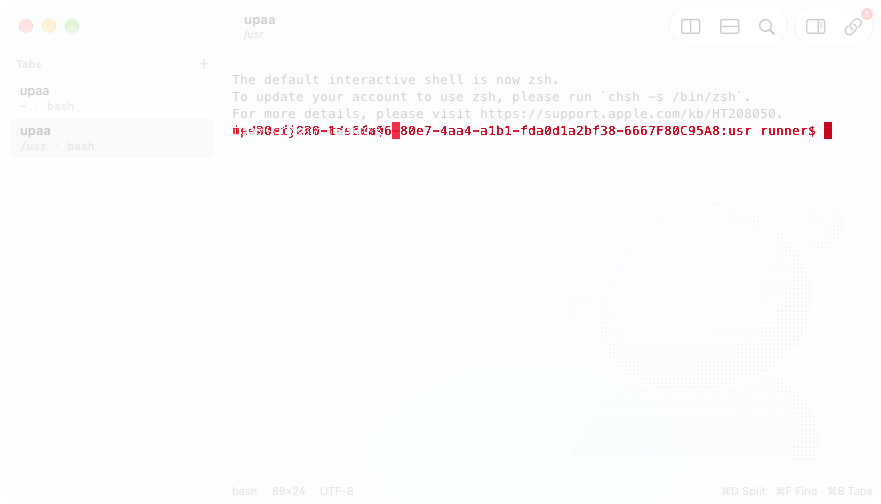 upaa
/usr
1
Tabs
+
upaa
~ · bash
upaa
/usr · bash
The default interactive shell is now zsh.
To update your account to use zsh, please run `chsh -s /bin/zsh`.
For more details, please visit https://support.apple.com/kb/HT208050.
80e7-4aa4-a1b1-fda0d1a2bf38-6667F80C95A8:usr runner$
bash 80×24 UTF-8
⌘D Split · ⌘F Find · ⌘B Tabs